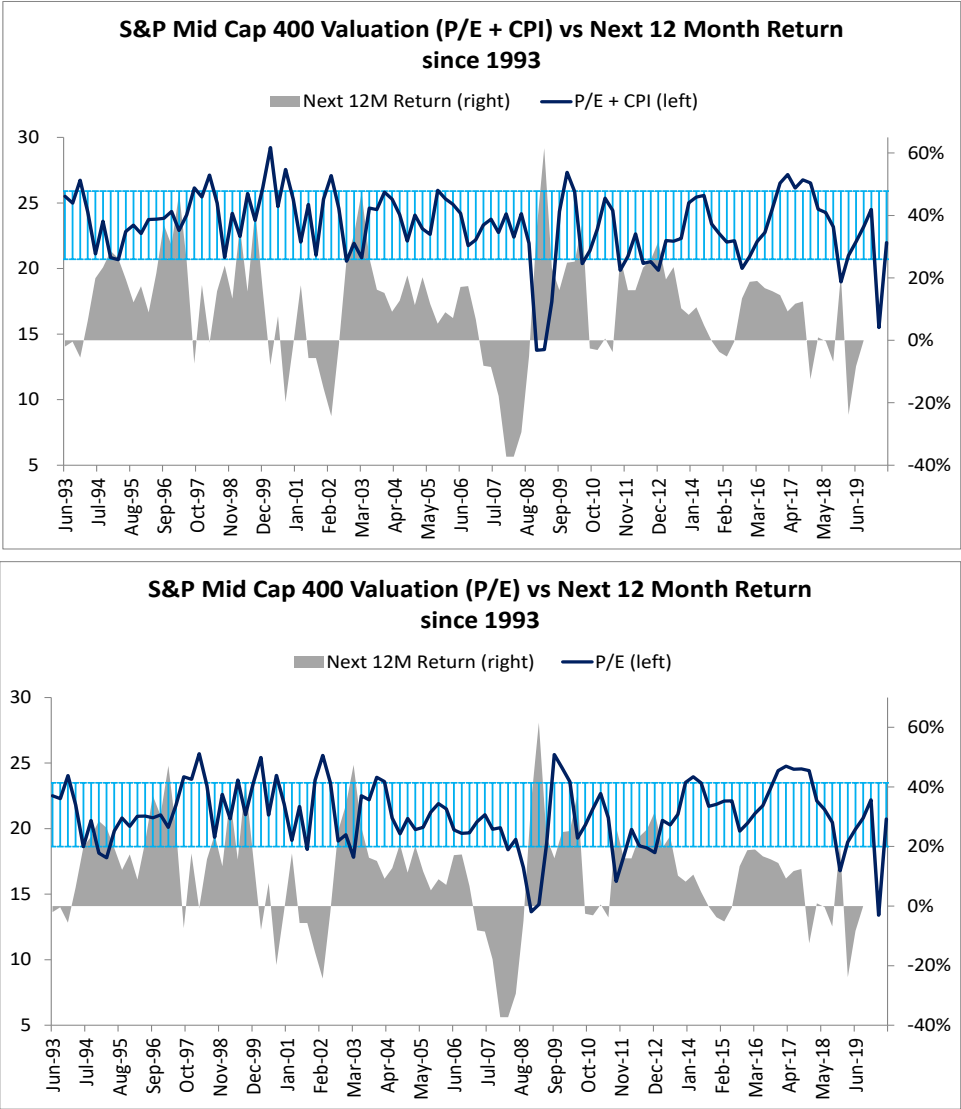 S&P Mid Cap 400 Valuation (P/E + CPI) vs Next 12 Month Return
since 1993
Next 12M Return (right)
P/E + CPI (left)
30
25
20
15
10
5
60%
40%
20%
0%
-20%
-40%
Jun-93
Jul-94
Aug-95
Sep-96
Oct-97
Nov-98
Dec-99
Jan-01
Feb-02
Mar-03
Apr-04
May-05
Jun-06
Jul-07
Aug-08
Sep-09
Oct-10
Nov-11
Dec-12
Jan-14
Feb-15
Mar-16
Apr-17
May-18
Jun-19
S&P Mid Cap 400 Valuation (P/E) vs Next 12 Month Return
since 1993
Next 12M Return (right)
P/E (left)
30
25
20
15
10
5
60%
40%
20%
0%
-20%
-40%
Jun-93
Jul-94
Aug-95
Sep-96
Oct-97
Nov-98
Dec-99
Jan-01
Feb-02
Mar-03
Apr-04
May-05
Jun-06
Jul-07
Aug-08
Sep-09
Oct-10
Nov-11
Dec-12
Jan-14
Feb-15
Mar-16
Apr-17
May-18
Jun-19